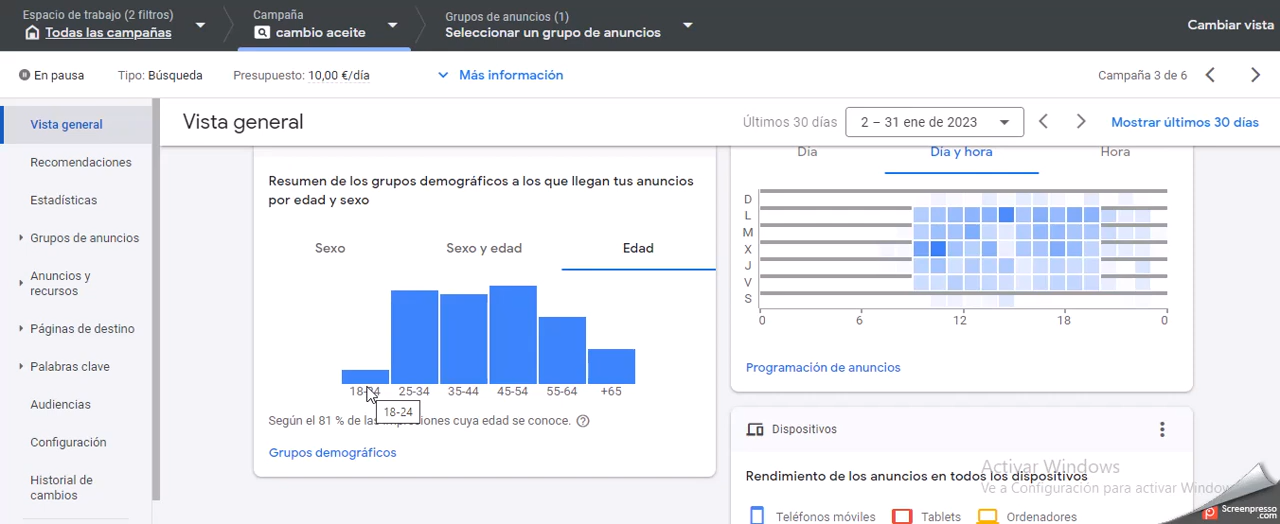 Espacio de trabajo (2 filtros)
Todas las campañas
Campaña
cambio aceite
Grupos de anuncios (1)
Seleccionar un grupo de anuncios
Cambiar vista
En pausa
Tipo: Búsqueda
Presupuesto: 10,00 €/día
Más información
Campaña 3 de 6
Vista general
Recomendaciones
Estadísticas
Grupos de anuncios
Anuncios y
recursos
Páginas de destino
Palabras clave
Audiencias
Configuración
Historial de
cambios
Vista general
Últimos 30 días
2 – 31 ene de 2023
Mostrar últimos 30 días
Resumen de los grupos demográficos a los que llegan tus anuncios
por edad y sexo
Sexo
Sexo y edad
Edad
18-24 25-34 35-44 45-54 55-64 +65
18-24
Según el 81 % de las impresiones cuya edad se conoce.
Grupos demográficos
Día
Día y hora
Hora
D
L
M
X
J
V
S
0 6 12 18 0
Programación de anuncios
Dispositivos
Rendimiento de los anuncios en todos los dispositivos
Teléfonos móviles
Tablets
Ordenadores
Activar Windows
Ve a Configuración para activar Windows
Screenpresso
.com